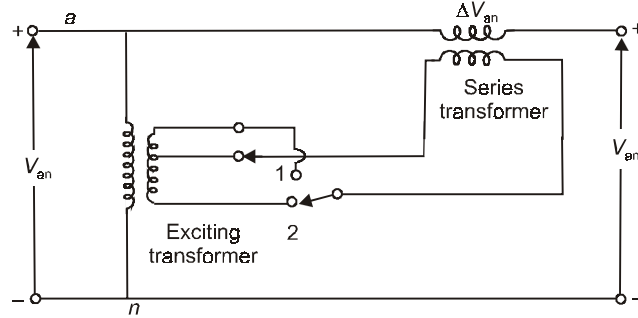 a
ΔVan
+
+
Series
transformer
Van
Van
1
Exciting
transformer
2
–
n
–